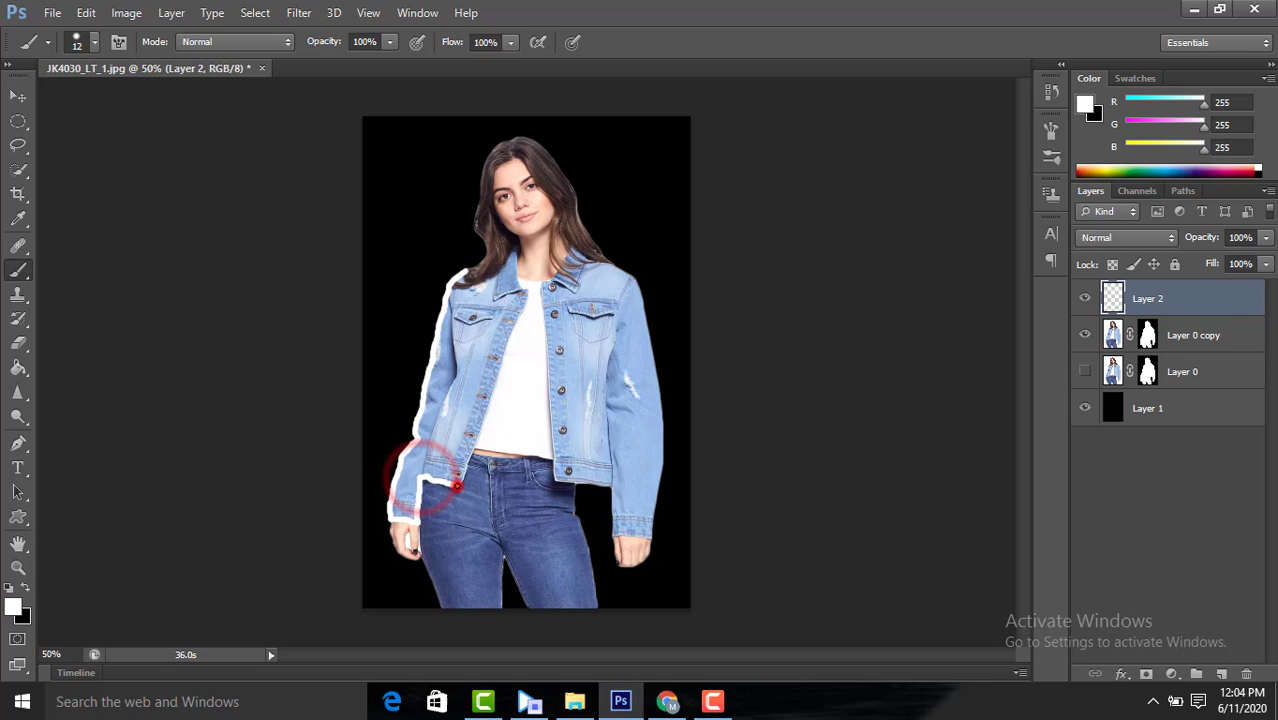 Ps File Edit Image Layer Type Select Filter 3D View Window Help
12 Mode: Normal Opacity: 100% Flow: 100% Essentials
JK4030_LT_1.jpg @ 50% (Layer 2, RGB/8) * ×
Color Swatches
R 255
G 255
B 255
Layers Channels Paths
Kind
Normal Opacity: 100%
Lock: Fill: 100%
Layer 2
Layer 0 copy
Layer 0
Layer 1
Activate Windows
Go to Settings to activate Windows.
50% 36.0s
Timeline
Search the web and Windows
12:04 PM
6/11/2020